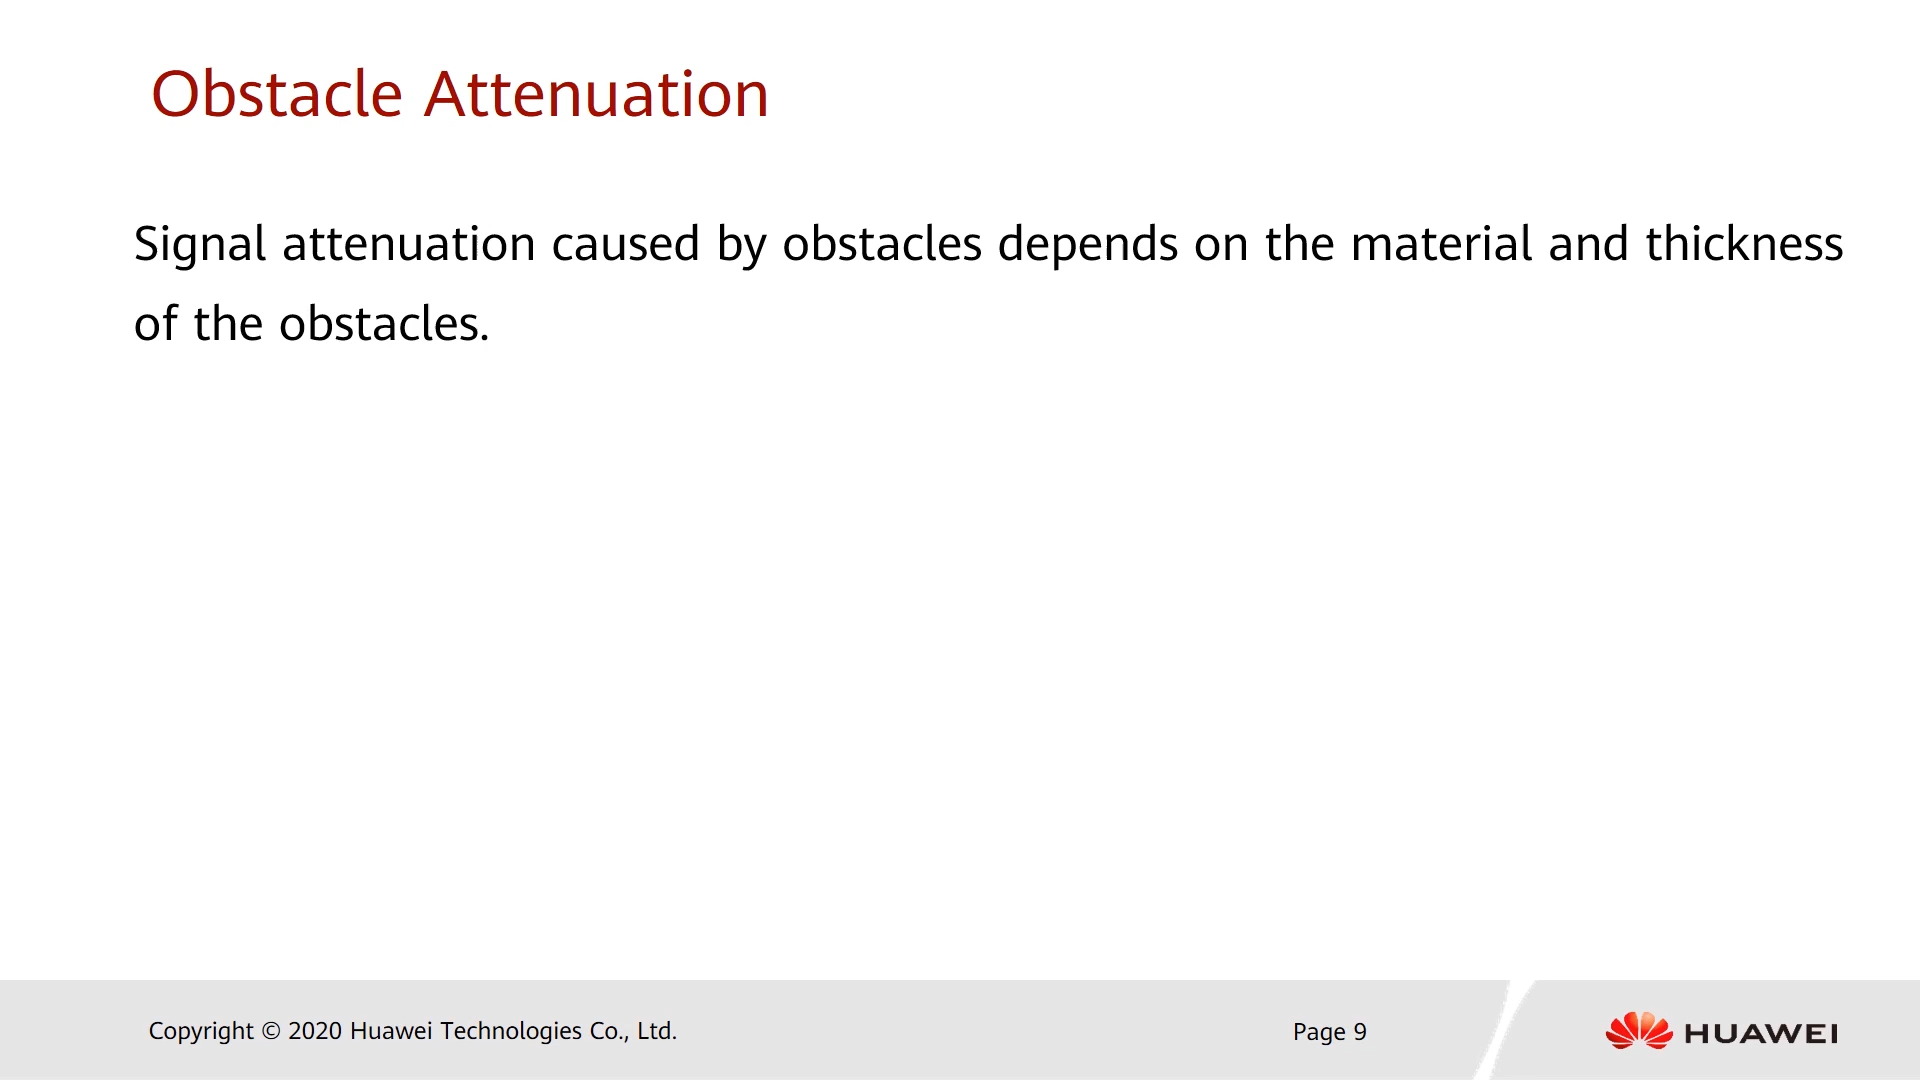 Obstacle Attenuation
Signal attenuation caused by obstacles depends on the material and thickness
of the obstacles.
Copyright © 2020 Huawei Technologies Co., Ltd.
Page 9
HUAWEI